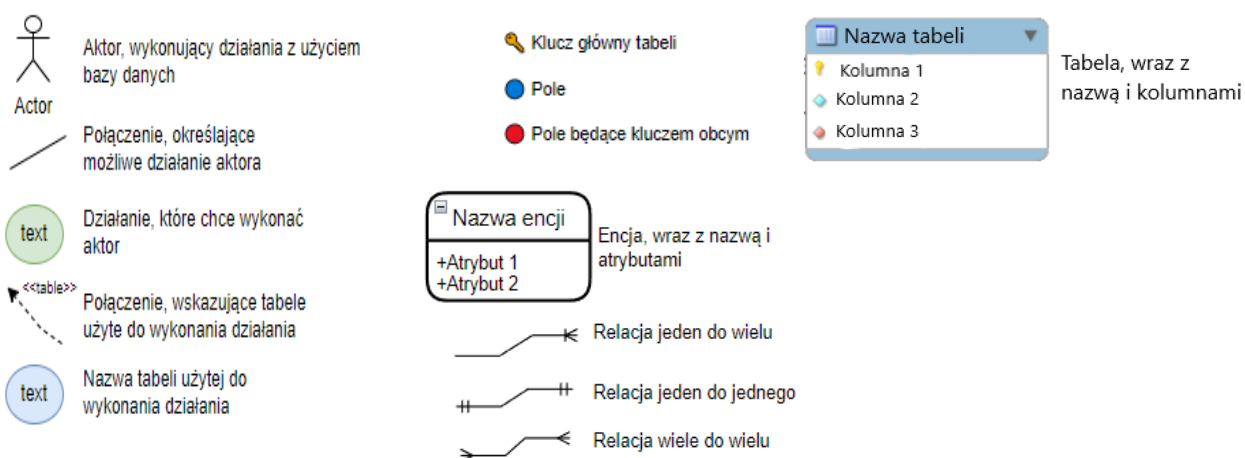 Actor
Aktor, wykonujący działania z użyciem
bazy danych
Połączenie, określające
możliwe działanie aktora
text
Działanie, które chce wykonać
aktor
<<table>>
Połączenie, wskazujące tabele
użyte do wykonania działania
text
Nazwa tabeli użytej do
wykonania działania
Klucz główny tabeli
Pole
Pole będące kluczem obcym
Nazwa encji
+Atrybut 1
+Atrybut 2
Encja, wraz z nazwą i
atrybutami
Relacja jeden do wielu
Relacja jeden do jednego
Relacja wiele do wielu
Nazwa tabeli
Kolumna 1
Kolumna 2
Kolumna 3
Tabela, wraz z
nazwą i kolumnami